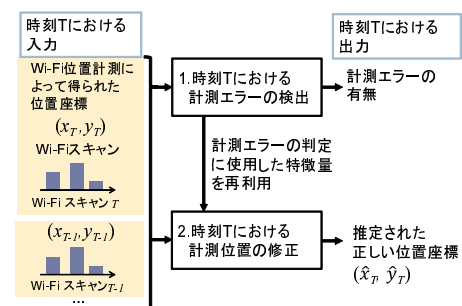 時刻Tにおける
入力
Wi-Fi位置計測に
よって得られた
位置座標
(x_T, y_T)
Wi-Fiスキャン
Wi-Fi スキャン T
(x_{T-1}, y_{T-1})
Wi-Fi スキャンT-1
...
1.時刻Tにおける
計測エラーの検出
計測エラーの判定
に使用した特徴量
を再利用
2.時刻Tにおける
計測位置の修正
時刻Tにおける
出力
計測エラーの
有無
推定された
正しい位置座標
(x̂_T, ŷ_T)